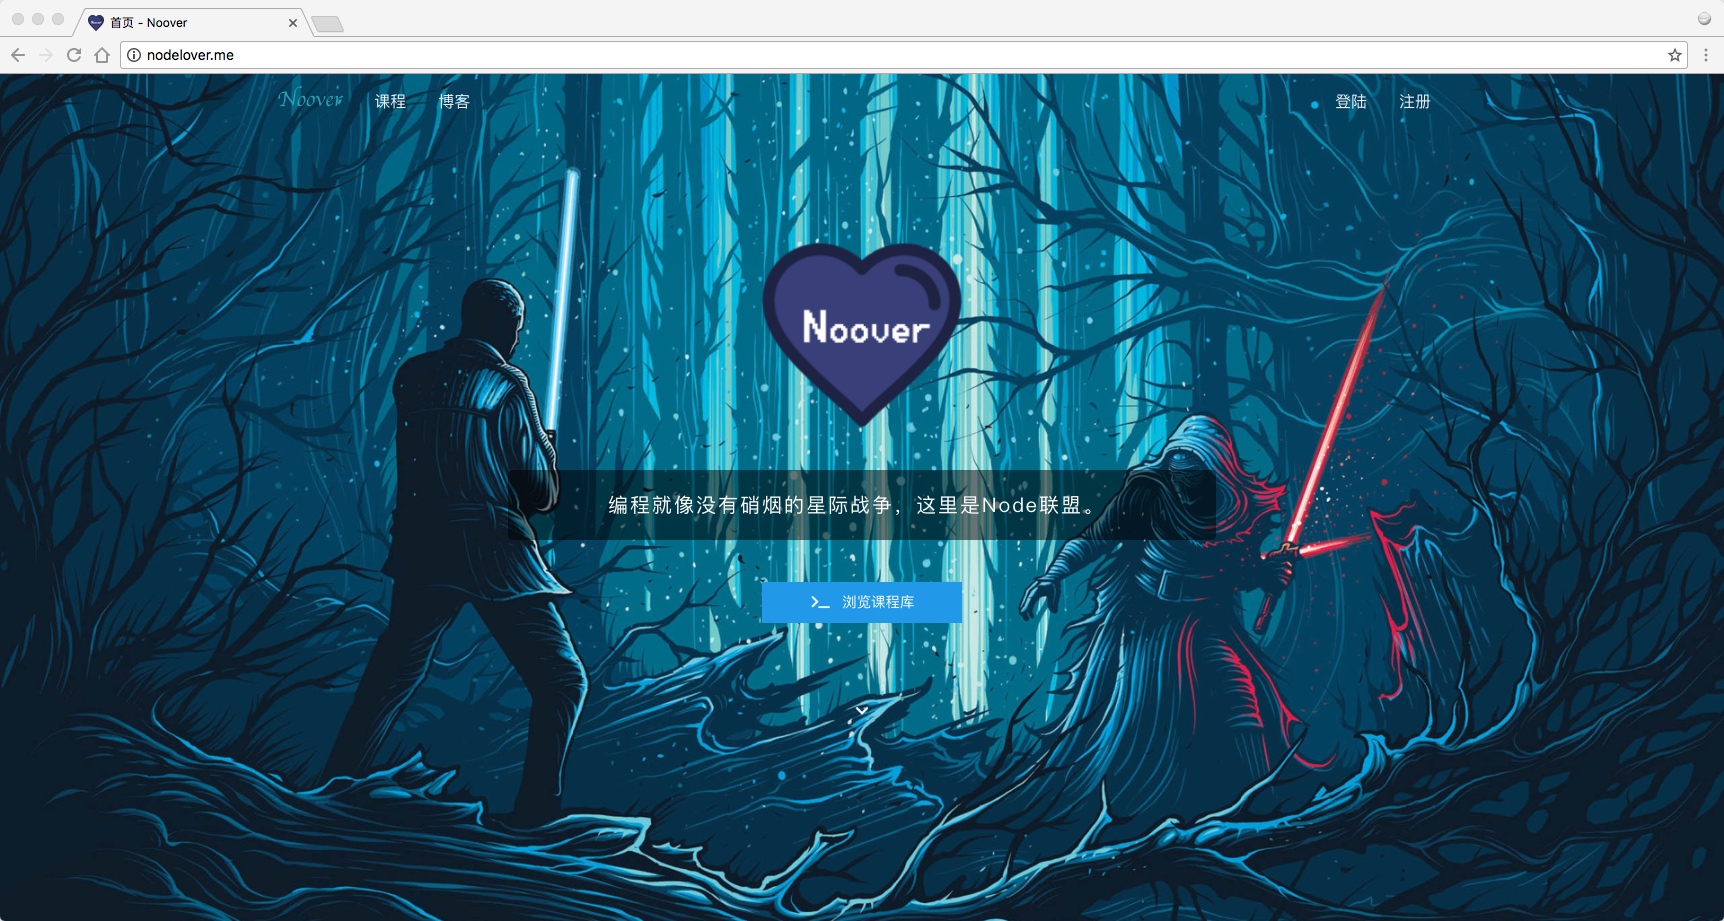 首页 - Noover
nodelover.me
Noover 课程 博客 登陆 注册
Noover
编程就像没有硝烟的星际战争，这里是Node联盟。
>_ 浏览课程库